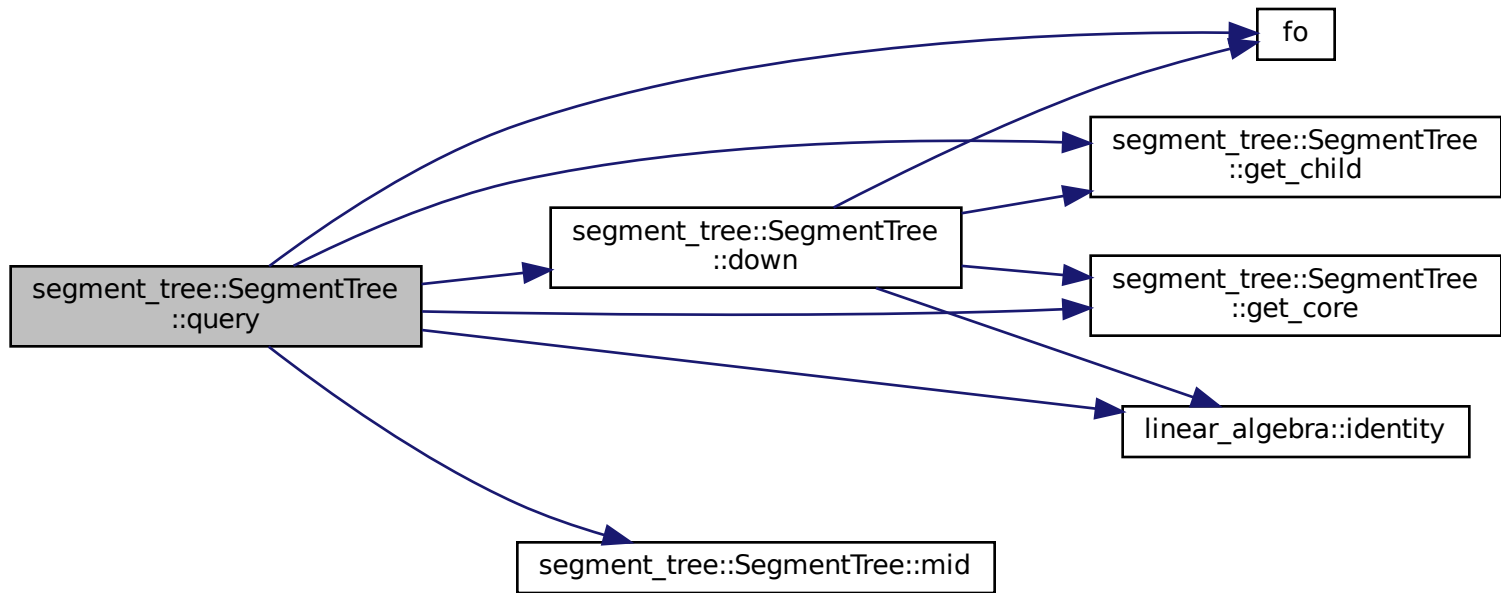 fo
segment_tree::SegmentTree
::get_child
segment_tree::SegmentTree
::down
segment_tree::SegmentTree
::get_core
segment_tree::SegmentTree
::query
linear_algebra::identity
segment_tree::SegmentTree::mid